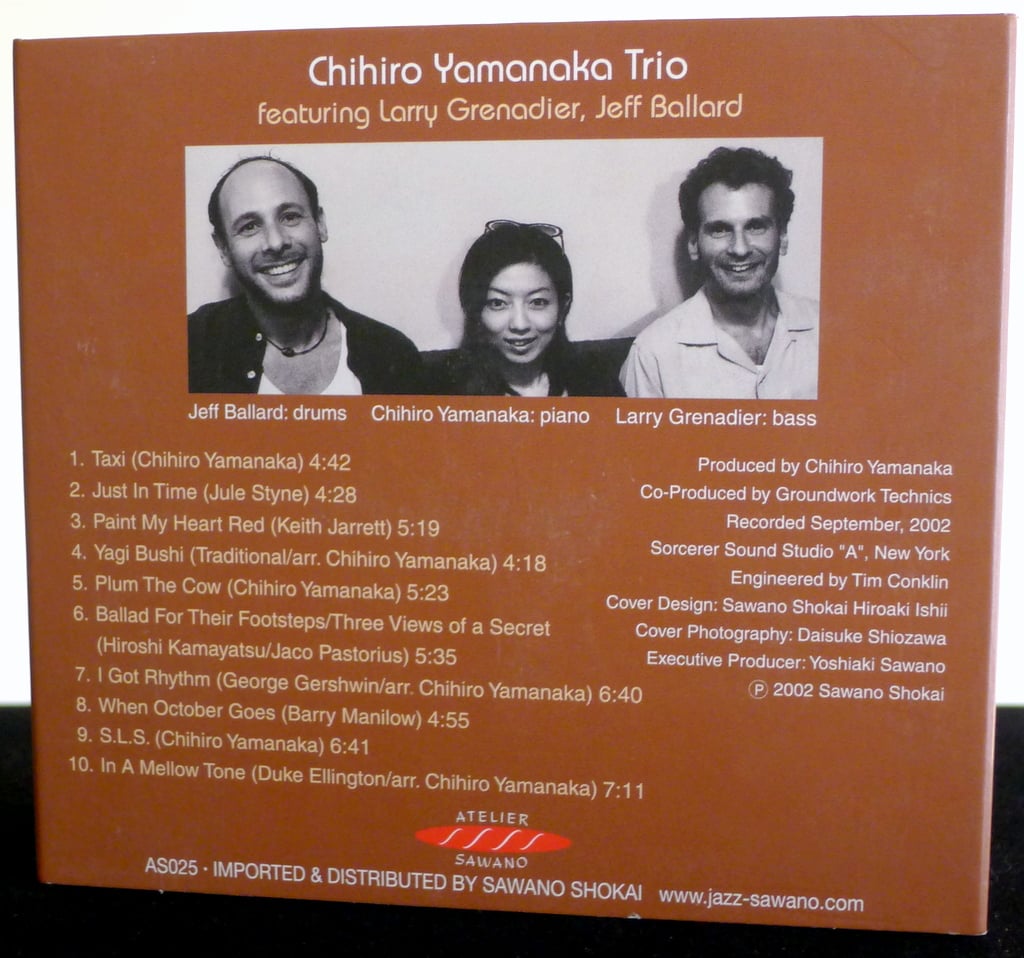 Chihiro Yamanaka Trio
featuring Larry Grenadier, Jeff Ballard
Jeff Ballard: drums Chihiro Yamanaka: piano Larry Grenadier: bass
1. Taxi (Chihiro Yamanaka) 4:42
2. Just In Time (Jule Styne) 4:28
3. Paint My Heart Red (Keith Jarrett) 5:19
4. Yagi Bushi (Traditional/arr. Chihiro Yamanaka) 4:18
5. Plum The Cow (Chihiro Yamanaka) 5:23
6. Ballad For Their Footsteps/Three Views of a Secret
(Hiroshi Kamayatsu/Jaco Pastorius) 5:35
7. I Got Rhythm (George Gershwin/arr. Chihiro Yamanaka) 6:40
8. When October Goes (Barry Manilow) 4:55
9. S.L.S. (Chihiro Yamanaka) 6:41
10. In A Mellow Tone (Duke Ellington/arr. Chihiro Yamanaka) 7:11
Produced by Chihiro Yamanaka
Co-Produced by Groundwork Technics
Recorded September, 2002
Sorcerer Sound Studio "A", New York
Engineered by Tim Conklin
Cover Design: Sawano Shokai Hiroaki Ishii
Cover Photography: Daisuke Shiozawa
Executive Producer: Yoshiaki Sawano
℗ 2002 Sawano Shokai
ATELIER
SAWANO
AS025 · IMPORTED & DISTRIBUTED BY SAWANO SHOKAI www.jazz-sawano.com